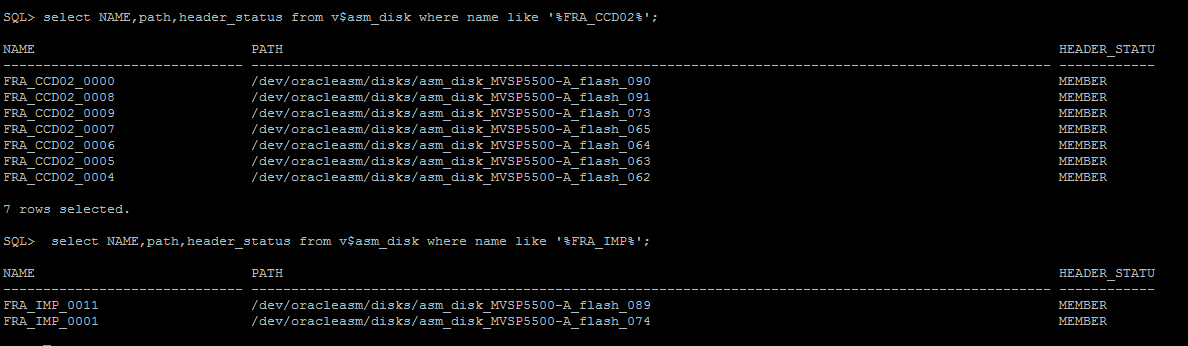 SQL> select NAME,path,header_status from v$asm_disk where name like '%FRA_CCD02%';
NAME PATH HEADER_STATU
------------------------------ ---------------------------------------------------------------------------------------------------- ------------
FRA_CCD02_0000 /dev/oracleasm/disks/asm_disk_MVSP5500-A_flash_090 MEMBER
FRA_CCD02_0008 /dev/oracleasm/disks/asm_disk_MVSP5500-A_flash_091 MEMBER
FRA_CCD02_0009 /dev/oracleasm/disks/asm_disk_MVSP5500-A_flash_073 MEMBER
FRA_CCD02_0007 /dev/oracleasm/disks/asm_disk_MVSP5500-A_flash_065 MEMBER
FRA_CCD02_0006 /dev/oracleasm/disks/asm_disk_MVSP5500-A_flash_064 MEMBER
FRA_CCD02_0005 /dev/oracleasm/disks/asm_disk_MVSP5500-A_flash_063 MEMBER
FRA_CCD02_0004 /dev/oracleasm/disks/asm_disk_MVSP5500-A_flash_062 MEMBER
7 rows selected.
SQL>  select NAME,path,header_status from v$asm_disk where name like '%FRA_IMP%';
NAME PATH HEADER_STATU
------------------------------ ---------------------------------------------------------------------------------------------------- ------------
FRA_IMP_0011 /dev/oracleasm/disks/asm_disk_MVSP5500-A_flash_089 MEMBER
FRA_IMP_0001 /dev/oracleasm/disks/asm_disk_MVSP5500-A_flash_074 MEMBER